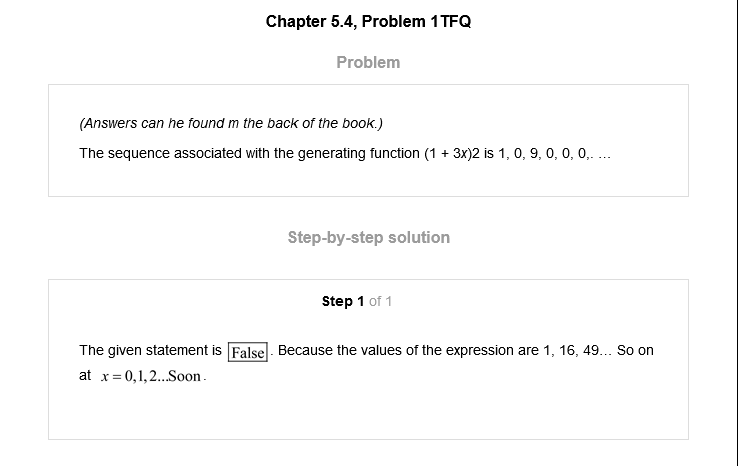 Chapter 5.4, Problem 1TFQ
Problem
(Answers can he found m the back of the book.)
The sequence associated with the generating function (1 + 3x)2 is 1, 0, 9, 0, 0, 0,. …
Step-by-step solution
Step 1 of 1
The given statement is False. Because the values of the expression are 1, 16, 49… So on
at x = 0,1,2...Soon.